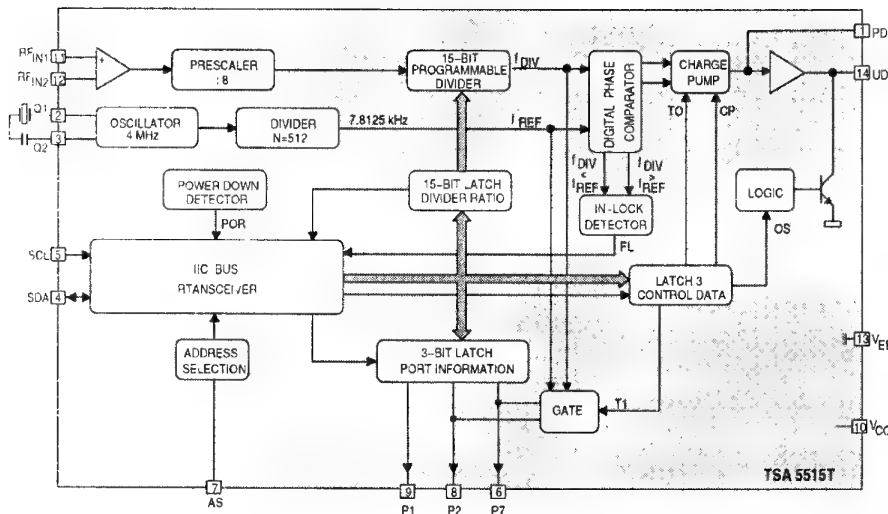 RF IN1
11
RF IN2
12
+
PRESCALER
: 8
15-BIT
PROGRAMMABLE
DIVIDER
f DIV
DIGITAL PHASE
COMPARATOR
CHARGE
PUMP
1
PD
14
UD
Q1
2
3
Q2
OSCILLATOR
4 MHz
DIVIDER
N=512
7.8125 kHz
f REF
TO
CP
f DIV
<
f REF
f DIV
>
f REF
POWER DOWN
DETECTOR
15-BIT LATCH
DIVIDER RATIO
IN-LOCK
DETECTOR
LOGIC
POR
FL
OS
SCL
5
SDA
4
IIC BUS
RTANSCEIVER
LATCH 3
CONTROL DATA
ADDRESS
SELECTION
3-BIT LATCH
PORT INFORMATION
GATE
T1
13
V EE
10
V CC
TSA 5515T
7
AS
9
P1
8
P2
6
P7